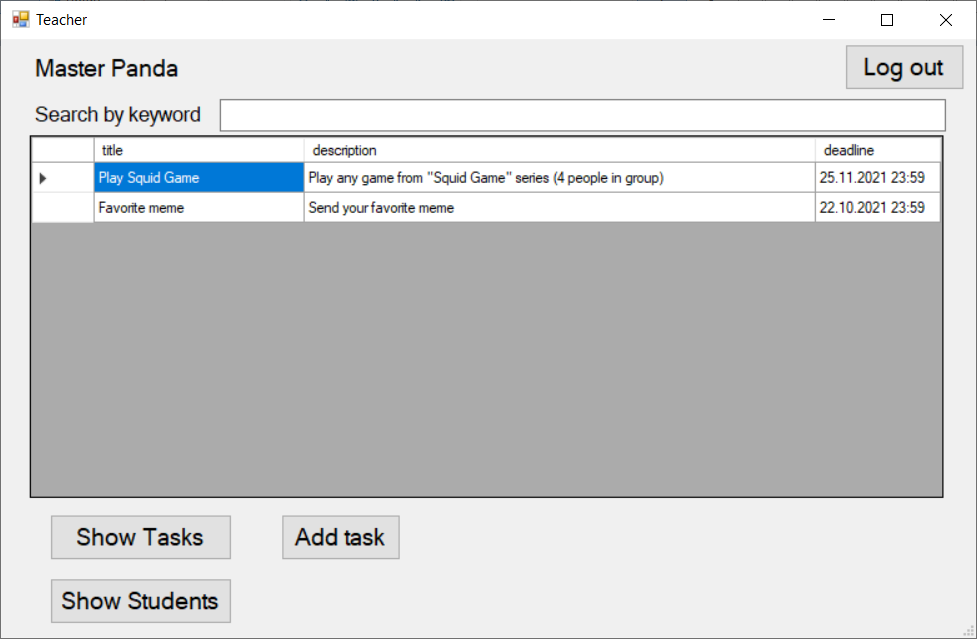 Teacher
Master Panda
Log out
Search by keyword
title description deadline
Play Squid Game Play any game from "Squid Game" series (4 people in group) 25.11.2021 23:59
Favorite meme Send your favorite meme 22.10.2021 23:59
Show Tasks Add task
Show Students